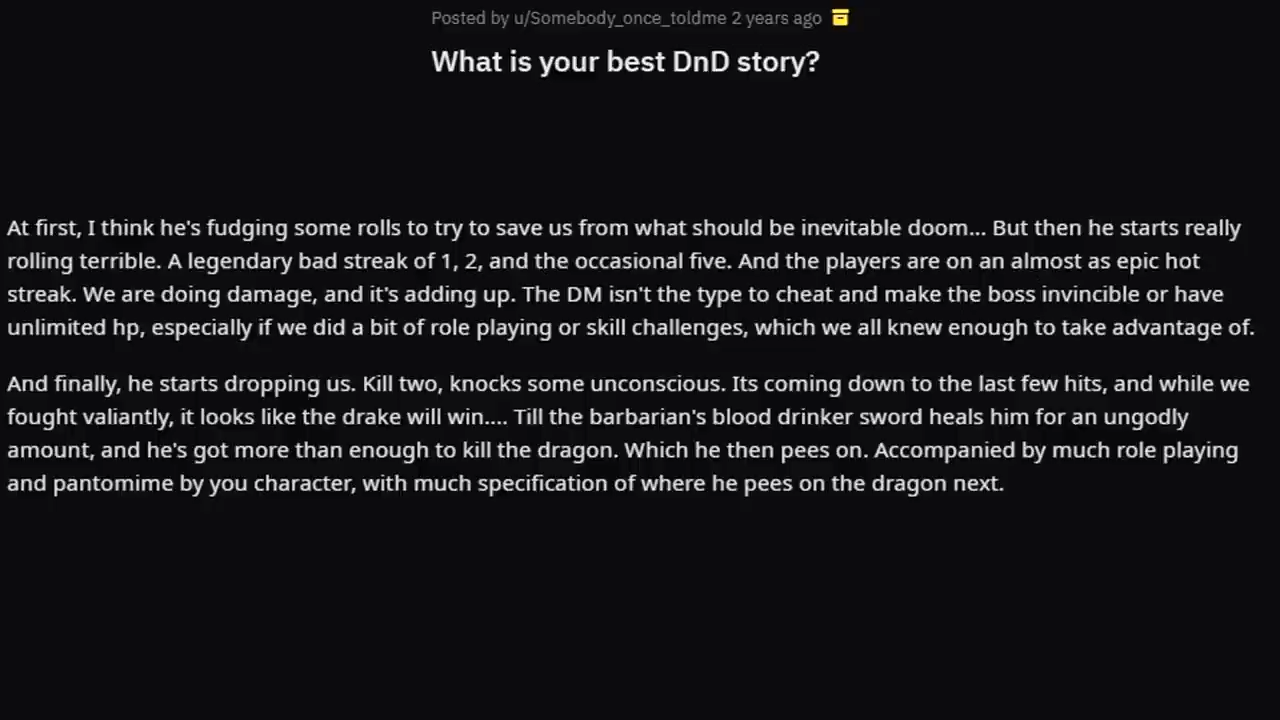 Posted by u/Somebody_once_toldme 2 years ago
What is your best DnD story?
At first, I think he's fudging some rolls to try to save us from what should be inevitable doom... But then he starts really
rolling terrible. A legendary bad streak of 1, 2, and the occasional five. And the players are on an almost as epic hot
streak. We are doing damage, and it's adding up. The DM isn't the type to cheat and make the boss invincible or have
unlimited hp, especially if we did a bit of role playing or skill challenges, which we all knew enough to take advantage of.
And finally, he starts dropping us. Kill two, knocks some unconscious. Its coming down to the last few hits, and while we
fought valiantly, it looks like the drake will win.... Till the barbarian's blood drinker sword heals him for an ungodly
amount, and he's got more than enough to kill the dragon. Which he then pees on. Accompanied by much role playing
and pantomime by you character, with much specification of where he pees on the dragon next.